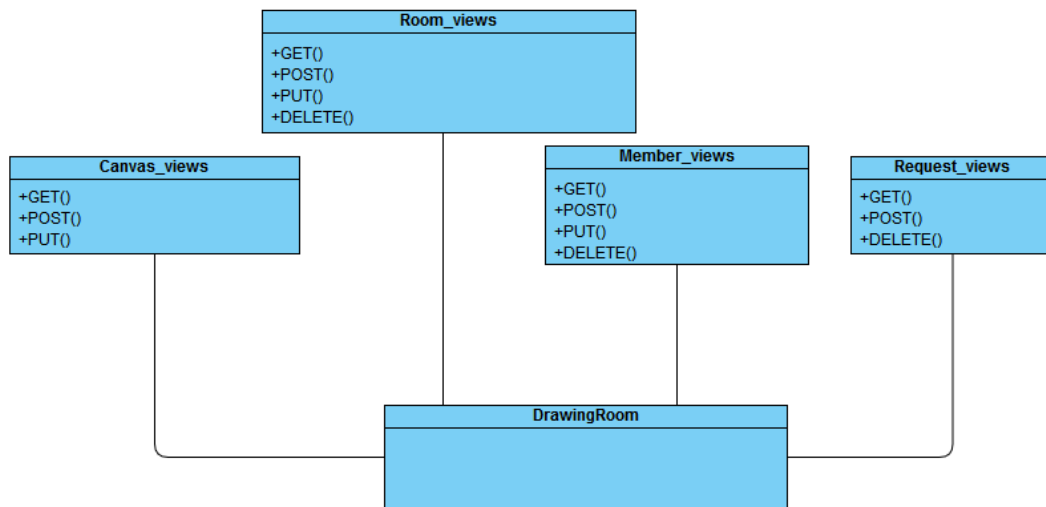 Room_views
+GET()
+POST()
+PUT()
+DELETE()
Canvas_views
+GET()
+POST()
+PUT()
Member_views
+GET()
+POST()
+PUT()
+DELETE()
Request_views
+GET()
+POST()
+DELETE()
DrawingRoom